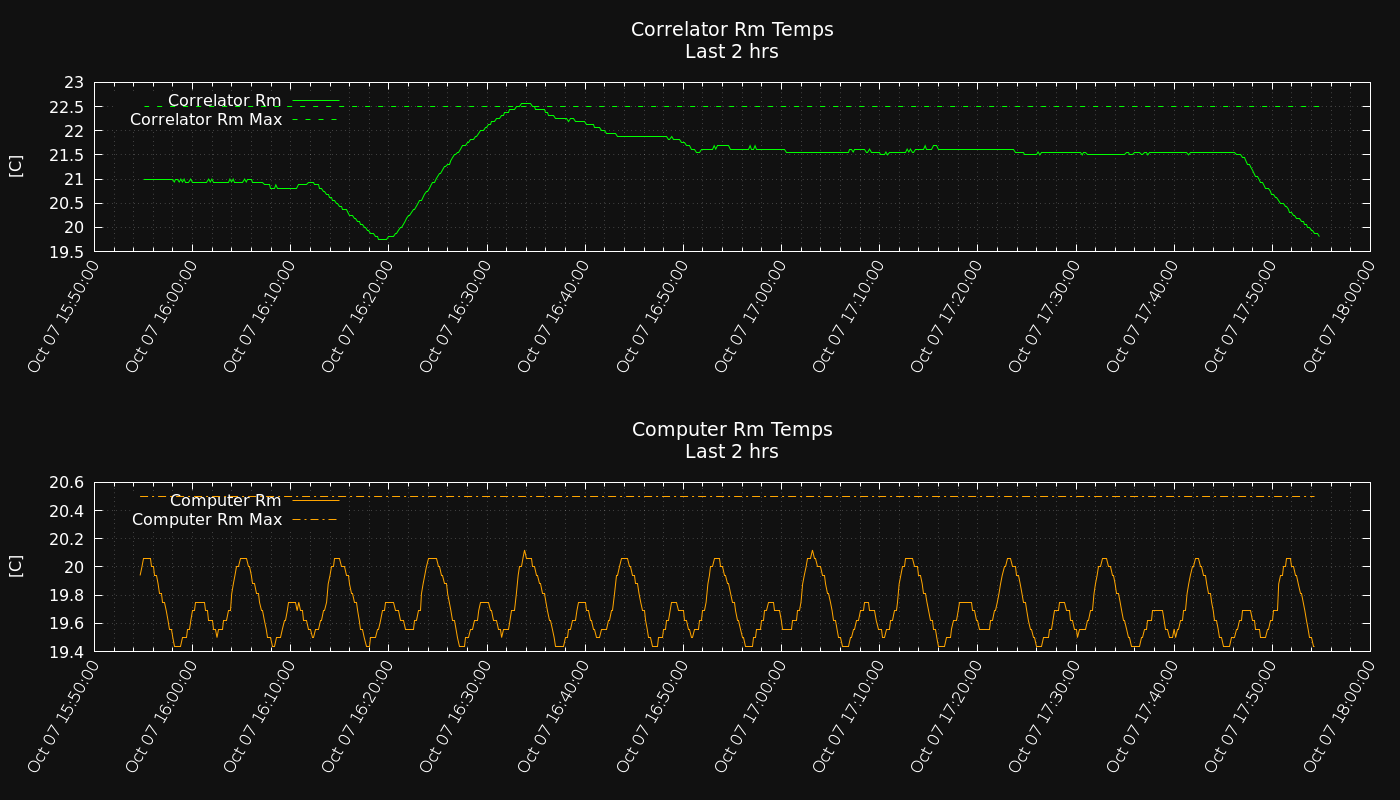 Correlator Rm Temps
Last 2 hrs
[C]
23
22.5
22
21.5
21
20.5
20
19.5
Correlator Rm
Correlator Rm Max
Oct 07 15:50:00
Oct 07 16:00:00
Oct 07 16:10:00
Oct 07 16:20:00
Oct 07 16:30:00
Oct 07 16:40:00
Oct 07 16:50:00
Oct 07 17:00:00
Oct 07 17:10:00
Oct 07 17:20:00
Oct 07 17:30:00
Oct 07 17:40:00
Oct 07 17:50:00
Oct 07 18:00:00
Computer Rm Temps
Last 2 hrs
[C]
20.6
20.4
20.2
20
19.8
19.6
19.4
Computer Rm
Computer Rm Max
Oct 07 15:50:00
Oct 07 16:00:00
Oct 07 16:10:00
Oct 07 16:20:00
Oct 07 16:30:00
Oct 07 16:40:00
Oct 07 16:50:00
Oct 07 17:00:00
Oct 07 17:10:00
Oct 07 17:20:00
Oct 07 17:30:00
Oct 07 17:40:00
Oct 07 17:50:00
Oct 07 18:00:00